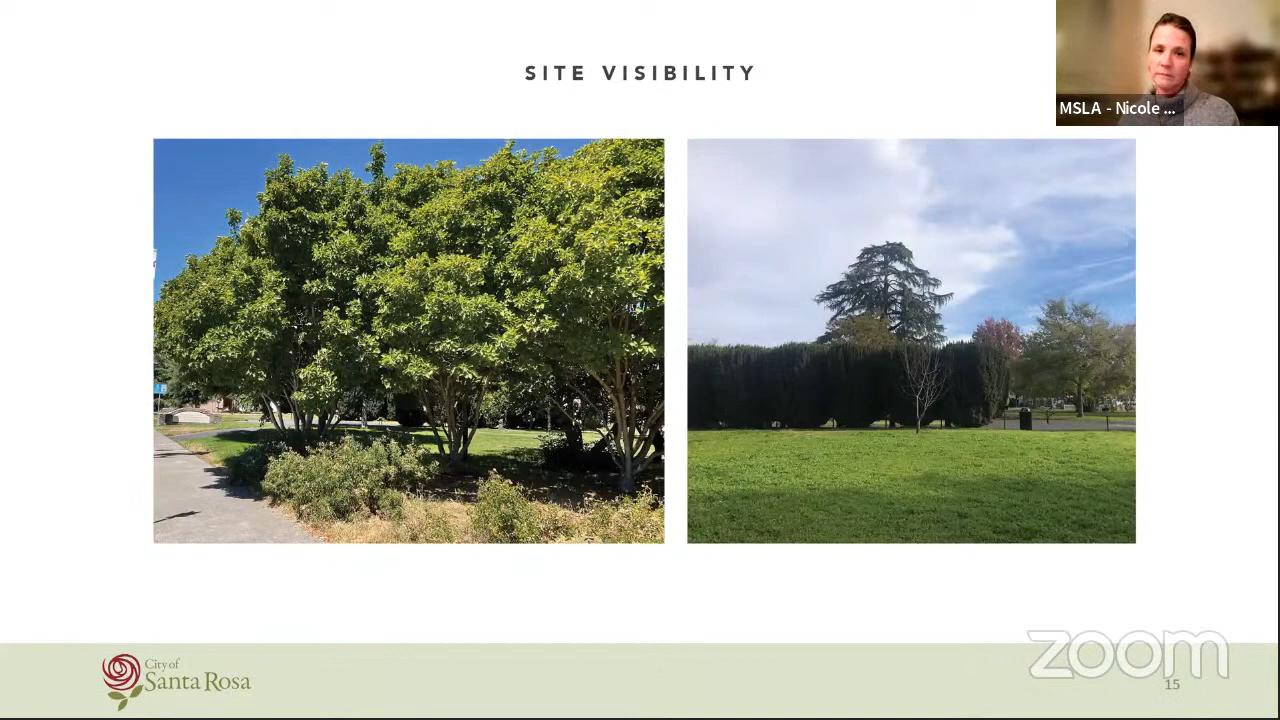 SITE VISIBILITY
MSLA - Nicole ...
City of
Santa Rosa
zoom
15